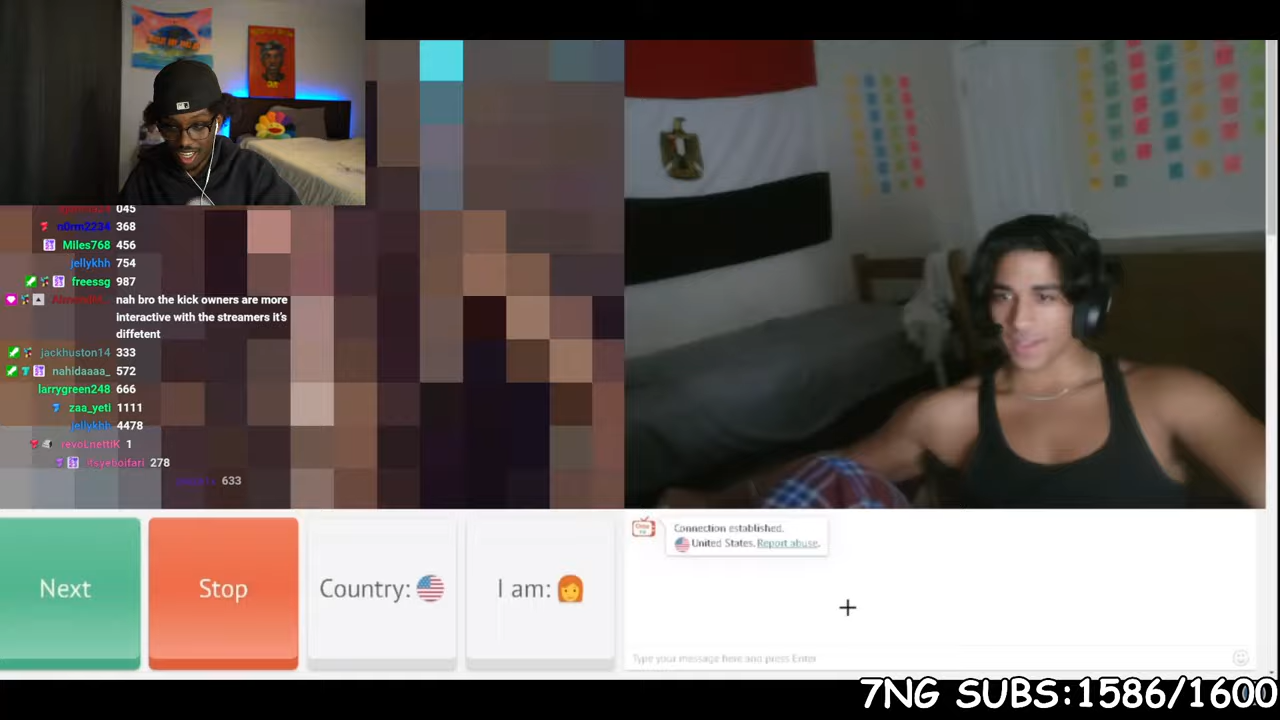 045
n0rm2234 368
Miles768 456
jellykhh 754
freessg 987
nah bro the kick owners are more
interactive with the streamers it's
diffetent
jackhuston14 333
nahidaaaa_ 572
larrygreen248 666
zaa_yeti 1111
jellykhh 4478
revoLnettiK 1
itsyeboifari 278
633
Connection established.
United States. Report abuse.
Next
Stop
Country:
I am:
Type your message here and press Enter
7NG SUBS:1586/1600